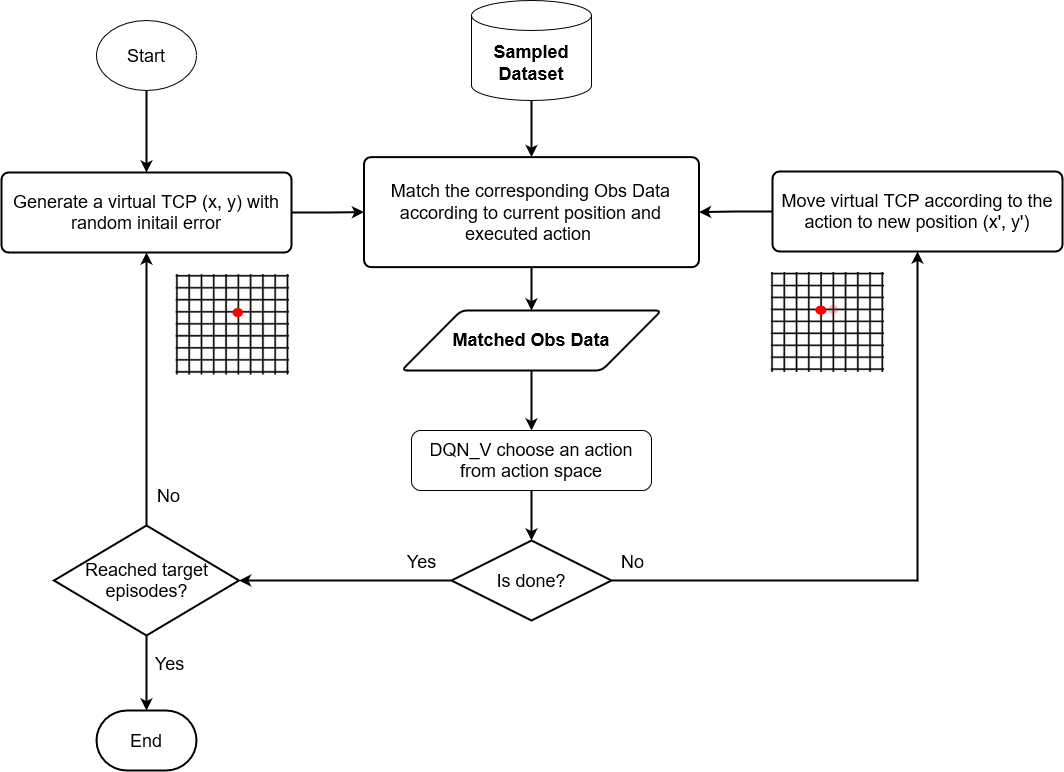 Start
Sampled
Dataset
Generate a virtual TCP (x, y) with
random initail error
Match the corresponding Obs Data
according to current position and
executed action
Move virtual TCP according to the
action to new position (x', y')
Matched Obs Data
DQN_V choose an action
from action space
No
Reached target
episodes?
Yes
Is done?
No
Yes
End